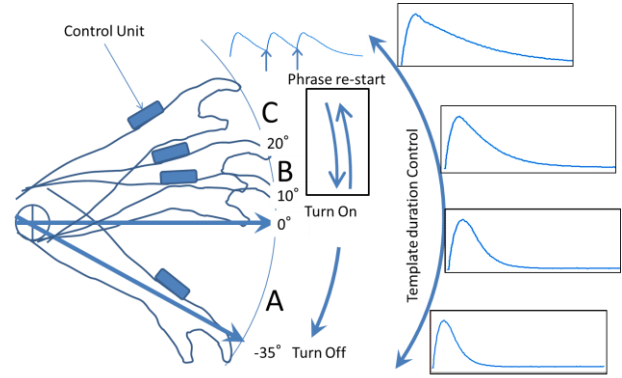 Control Unit
Phrase re-start
C
20°
B
10°
0°
Turn On
A
-35° Turn Off
Template duration Control